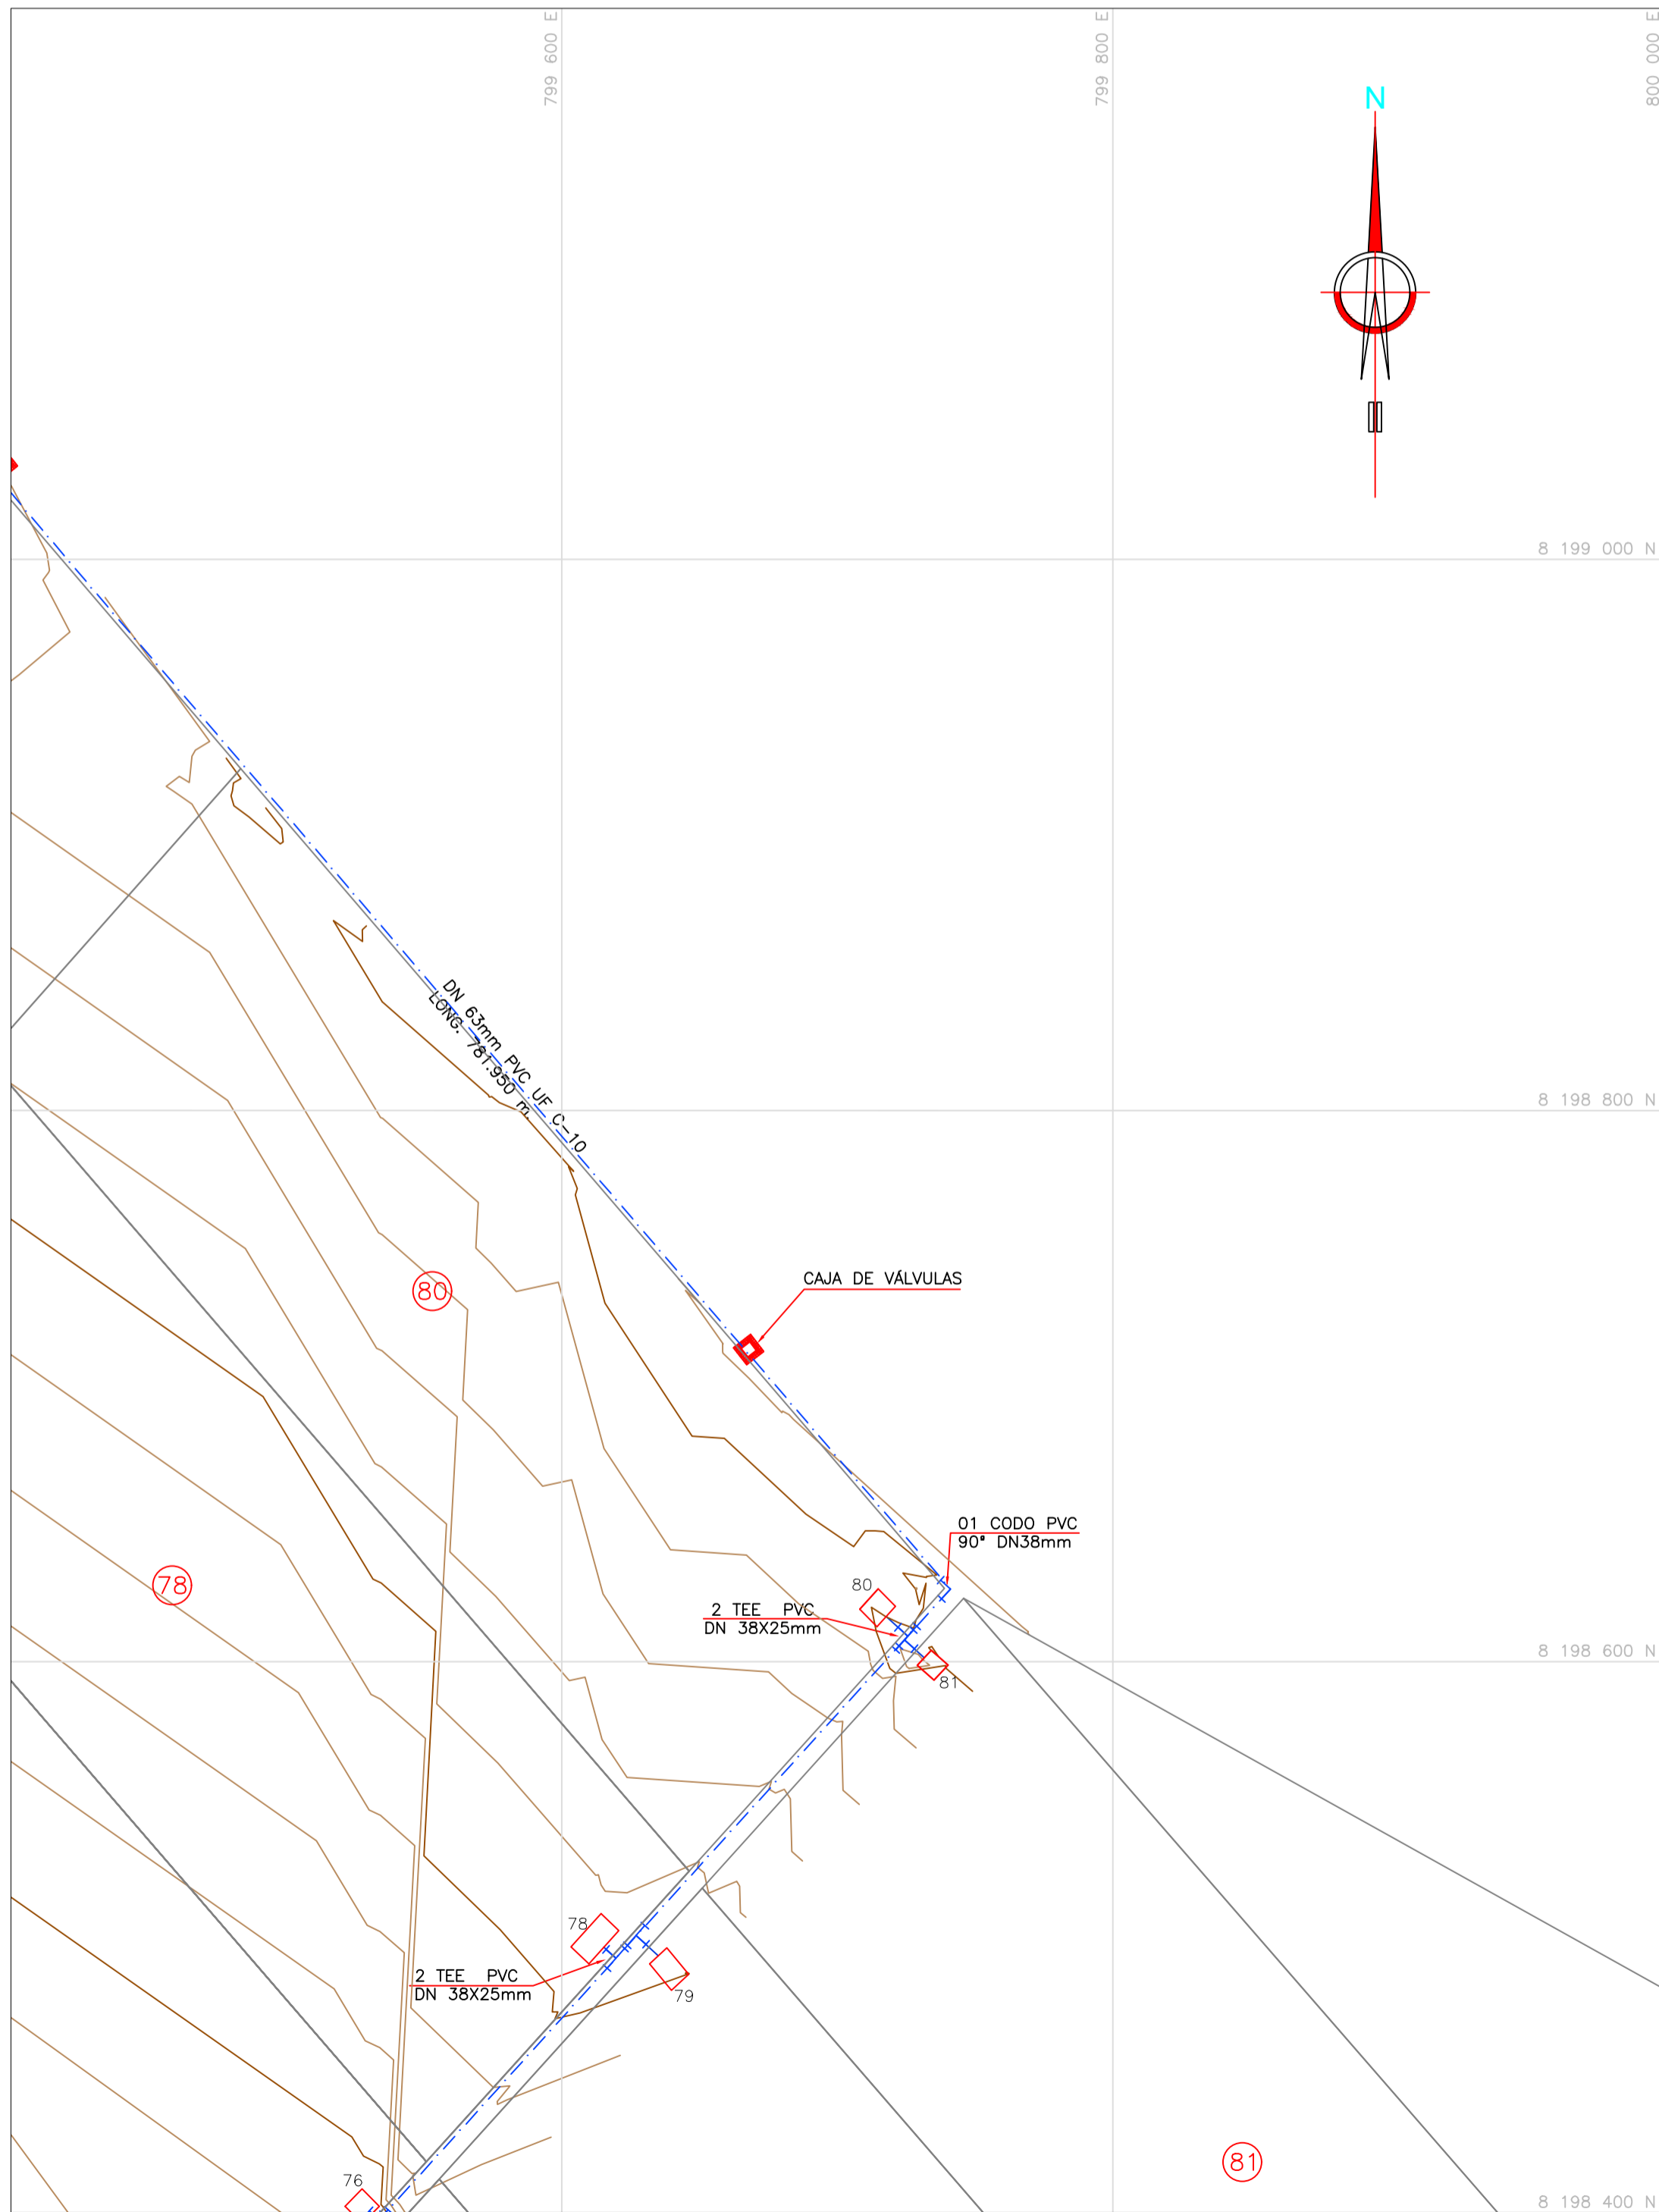 799 600 E
799 800 E
800 000 E
N
8 199 000 N
DN 63mm PVC UF C-10
LONG. 781.950 m.
8 198 800 N
CAJA DE VÁLVULAS
80
01 CODO PVC
90° DN38mm
78
80
2 TEE PVC
DN 38X25mm
8 198 600 N
81
78
2 TEE PVC
DN 38X25mm
79
81
76
8 198 400 N